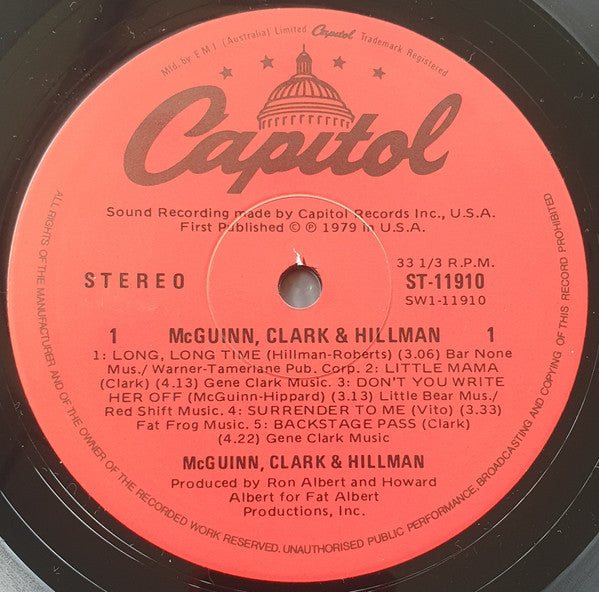 Mfd. by E M I (Australia) Limited Capitol Trademark Registered
Capitol
Sound Recording made by Capitol Records Inc., U.S.A.
First Published © ℗ 1979 in U.S.A.
STEREO
33 1/3 R.P.M.
ST-11910
SW1-11910
1 McGUINN, CLARK & HILLMAN 1
1: LONG, LONG TIME (Hillman-Roberts) (3.06) Bar None
Mus./ Warner-Tamerlane Pub. Corp. 2: LITTLE MAMA
(Clark) (4.13) Gene Clark Music. 3: DON'T YOU WRITE
HER OFF (McGuinn-Hippard) (3.13) Little Bear Mus./
Red Shift Music. 4: SURRENDER TO ME (Vito) (3.33)
Fat Frog Music. 5: BACKSTAGE PASS (Clark)
(4.22) Gene Clark Music
McGUINN, CLARK & HILLMAN
Produced by Ron Albert and Howard
Albert for Fat Albert
Productions, Inc.
ALL RIGHTS OF THE MANUFACTURER AND OF THE OWNER OF THE RECORDED WORK RESERVED. UNAUTHORISED PUBLIC PERFORMANCE, BROADCASTING AND COPYING OF THIS RECORD PROHIBITED